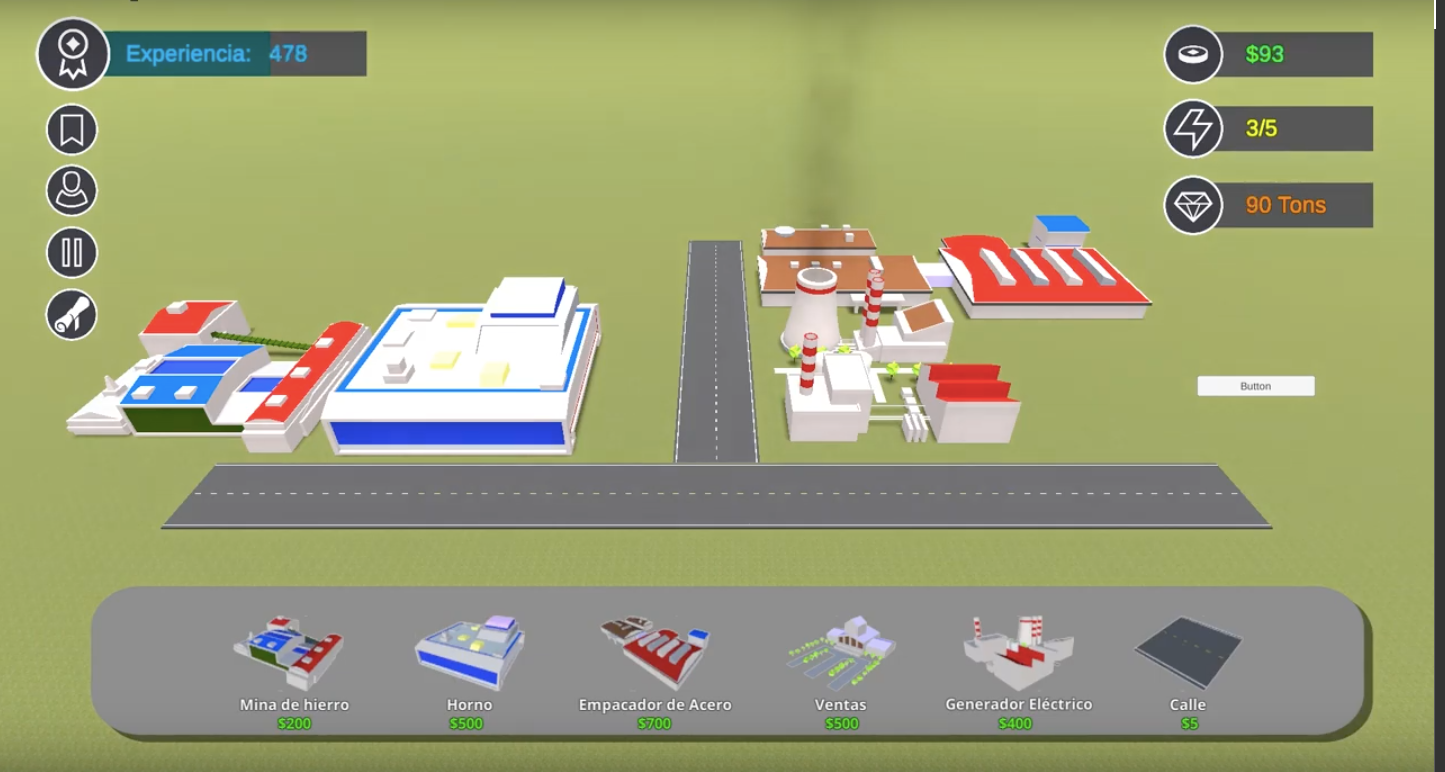 Experiencia: 478
$93
3/5
90 Tons
Button
Mina de hierro
$200
Horno
$500
Empacador de Acero
$700
Ventas
$500
Generador Eléctrico
$400
Calle
$5